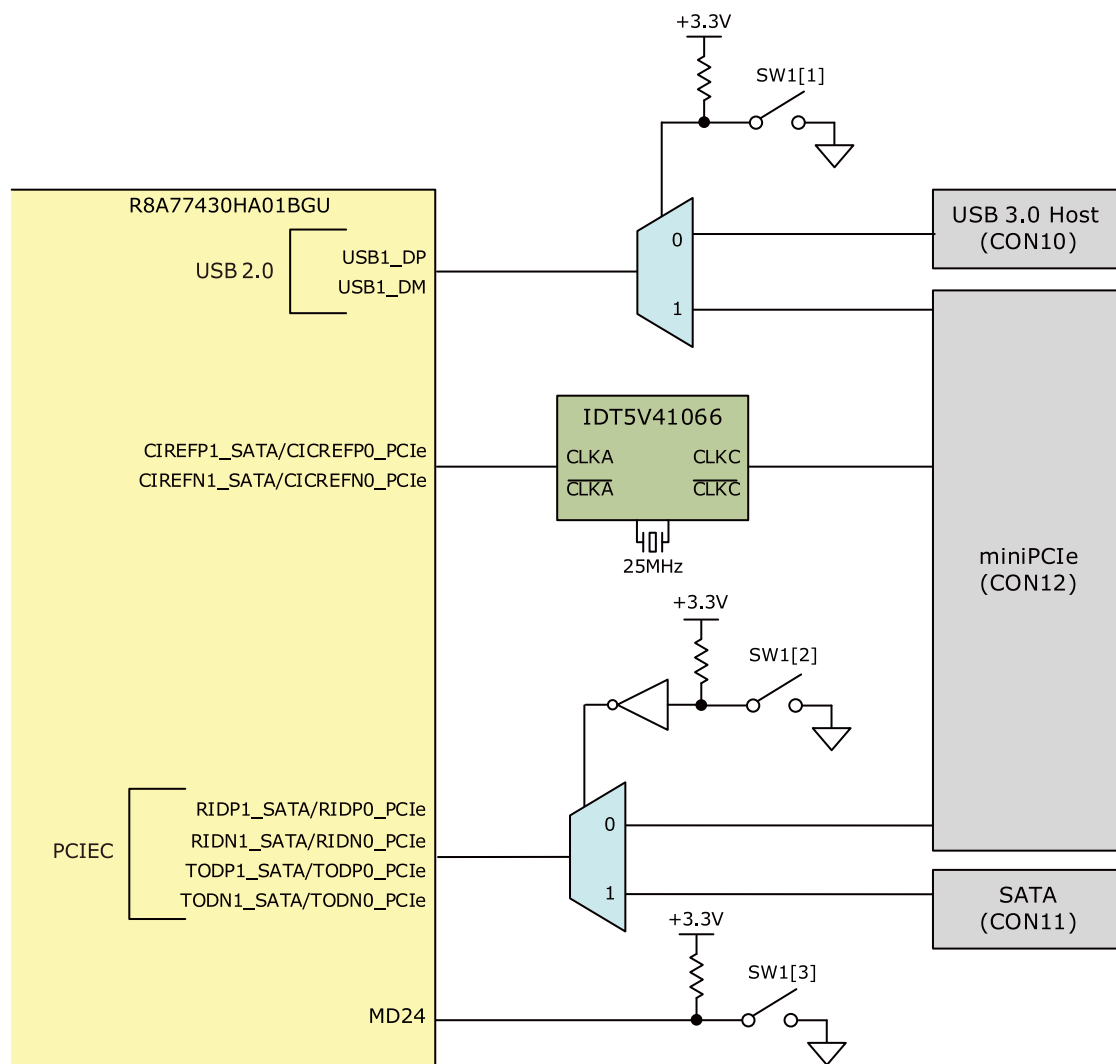 +3.3V
SW1[1]
R8A77430HA01BGU
USB 2.0
USB1_DP
USB1_DM
0
1
USB 3.0 Host
(CON10)
IDT5V41066
CIREFP1_SATA/CICREFP0_PCIe
CIREFN1_SATA/CICREFN0_PCIe
CLKA
CLKC
CLKA
CLKC
25MHz
miniPCIe
(CON12)
+3.3V
SW1[2]
PCIEC
RIDP1_SATA/RIDP0_PCIe
RIDN1_SATA/RIDN0_PCIe
TODP1_SATA/TODP0_PCIe
TODN1_SATA/TODN0_PCIe
0
1
SATA
(CON11)
+3.3V
SW1[3]
MD24